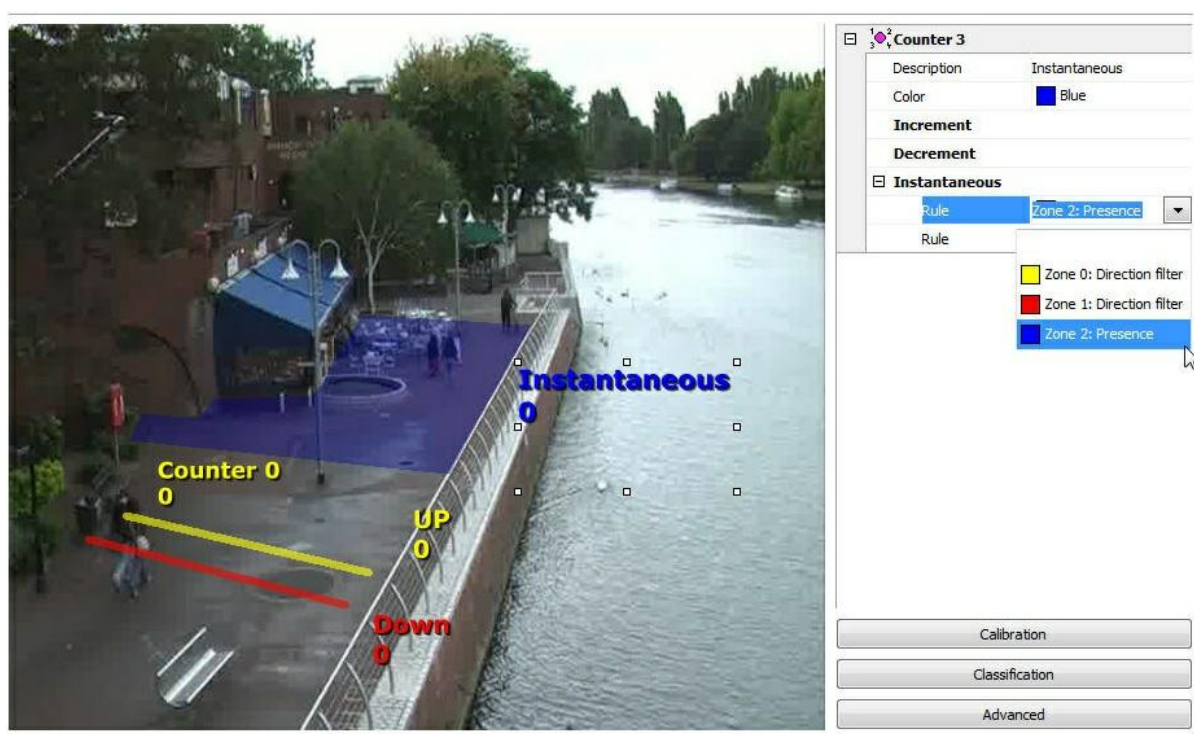 Counter 3
Description Instantaneous
Color Blue
Increment
Decrement
Instantaneous
Rule Zone 2: Presence
Rule
Zone 0: Direction filter
Zone 1: Direction filter
Zone 2: Presence
Instantaneous
0
Counter 0
0
UP
0
Down
0
Calibration
Classification
Advanced